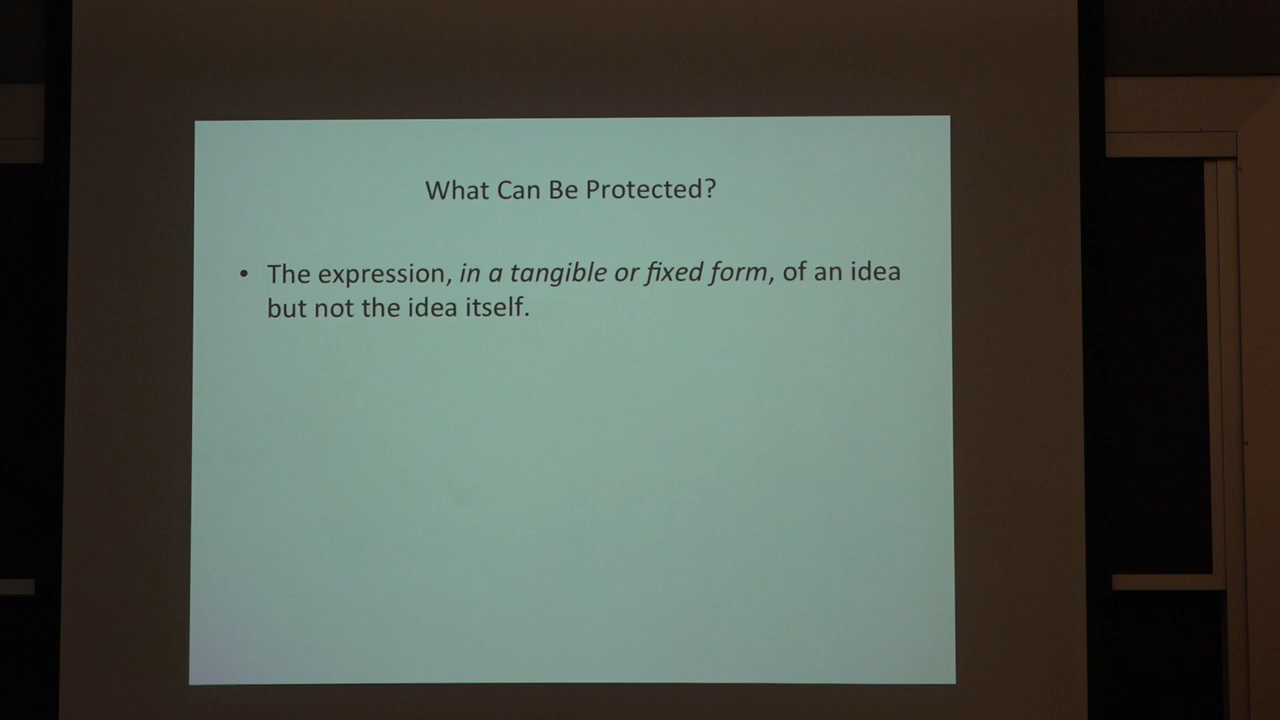 What Can Be Protected?
• The expression, in a tangible or fixed form, of an idea
but not the idea itself.